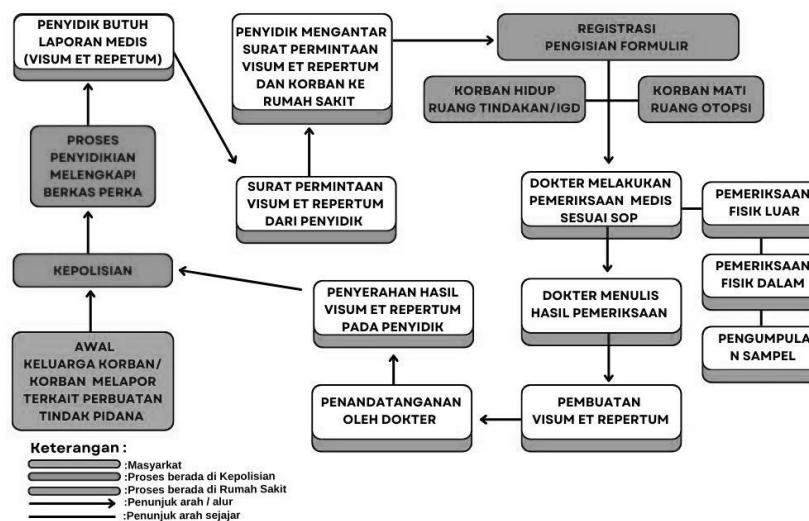 PENYIDIK BUTUH
LAPORAN MEDIS
(VISUM ET REPETUM)
PENYIDIK MENGANTAR
SURAT PERMINTAAN
VISUM ET REPERTUM
DAN KORBAN KE
RUMAH SAKIT
REGISTRASI
PENGISIAN FORMULIR
KORBAN HIDUP
RUANG TINDAKAN/IGD
KORBAN MATI
RUANG OTOPSI
PROSES
PENYIDIKIAN
MELENGKAPI
BERKAS PERKA
SURAT PERMINTAAN
VISUM ET REPERTUM
DARI PENYIDIK
DOKTER MELAKUKAN
PEMERIKSAAN MEDIS
SESUAI SOP
PEMERIKSAAN
FISIK LUAR
PEMERIKSAAN
FISIK DALAM
PENGUMPULA
N SAMPEL
KEPOLISIAN
PENYERAHAN HASIL
VISUM ET REPERTUM
PADA PENYIDIK
DOKTER MENULIS
HASIL PEMERIKSAAN
AWAL
KELUARGA KORBAN/
KORBAN MELAPOR
TERKAIT PERBUATAN
TINDAK PIDANA
PENANDATANGANAN
OLEH DOKTER
PEMBUATAN
VISUM ET REPERTUM
Keterangan :
:Masyarkat
:Proses berada di Kepolisian
:Proses berada di Rumah Sakit
:Penunjuk arah / alur
:Penunjuk arah sejajar